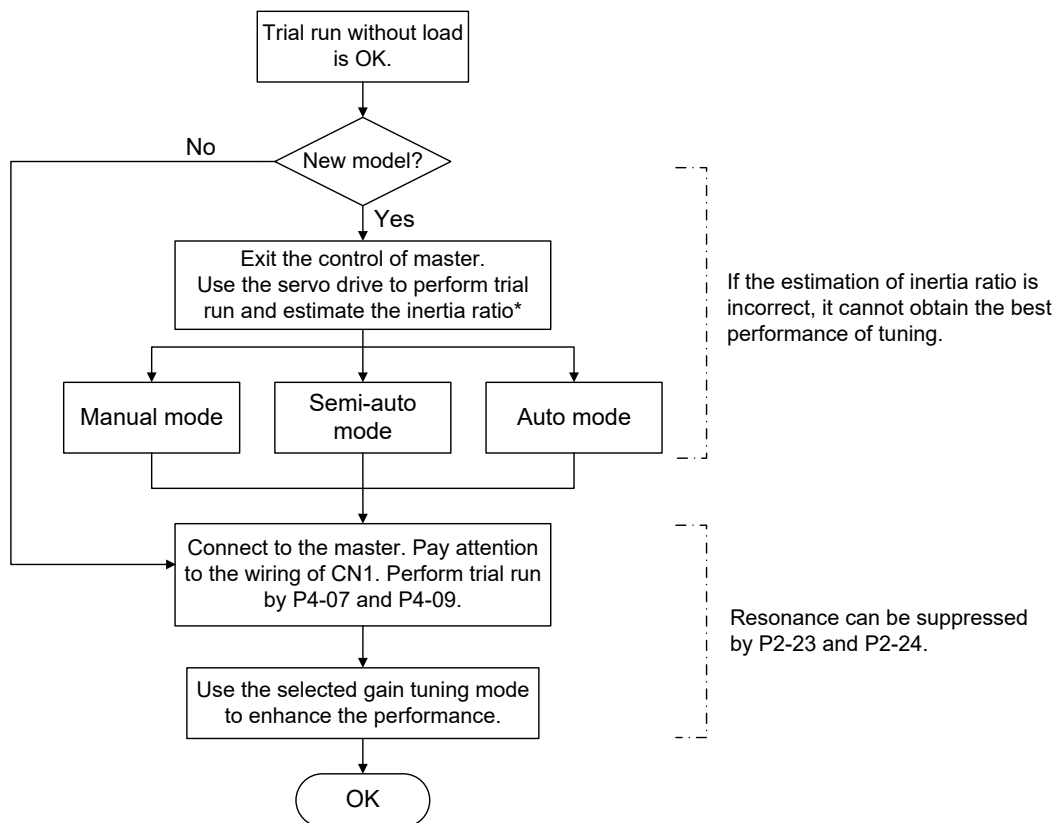 Trial run without load
is OK.
No
New model?
Yes
Exit the control of master.
Use the servo drive to perform trial
run and estimate the inertia ratio*
If the estimation of inertia ratio is
incorrect, it cannot obtain the best
performance of tuning.
Manual mode
Semi-auto
mode
Auto mode
Connect to the master. Pay attention
to the wiring of CN1. Perform trial run
by P4-07 and P4-09.
Resonance can be suppressed
by P2-23 and P2-24.
Use the selected gain tuning mode
to enhance the performance.
OK